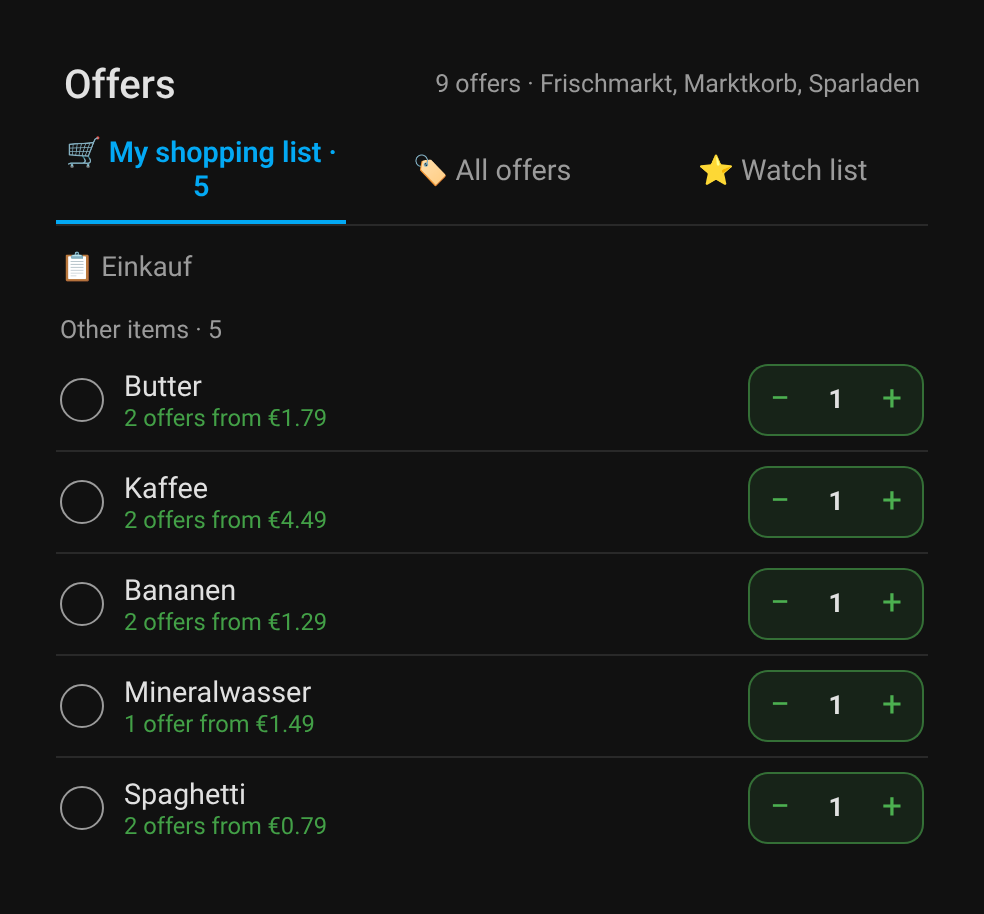 Offers
9 offers · Frischmarkt, Marktkorb, Sparladen
🛒 My shopping list ·
5
🏷️ All offers
⭐ Watch list
📋 Einkauf
Other items · 5
Butter
2 offers from €1.79
− 1 +
Kaffee
2 offers from €4.49
− 1 +
Bananen
2 offers from €1.29
− 1 +
Mineralwasser
1 offer from €1.49
− 1 +
Spaghetti
2 offers from €0.79
− 1 +